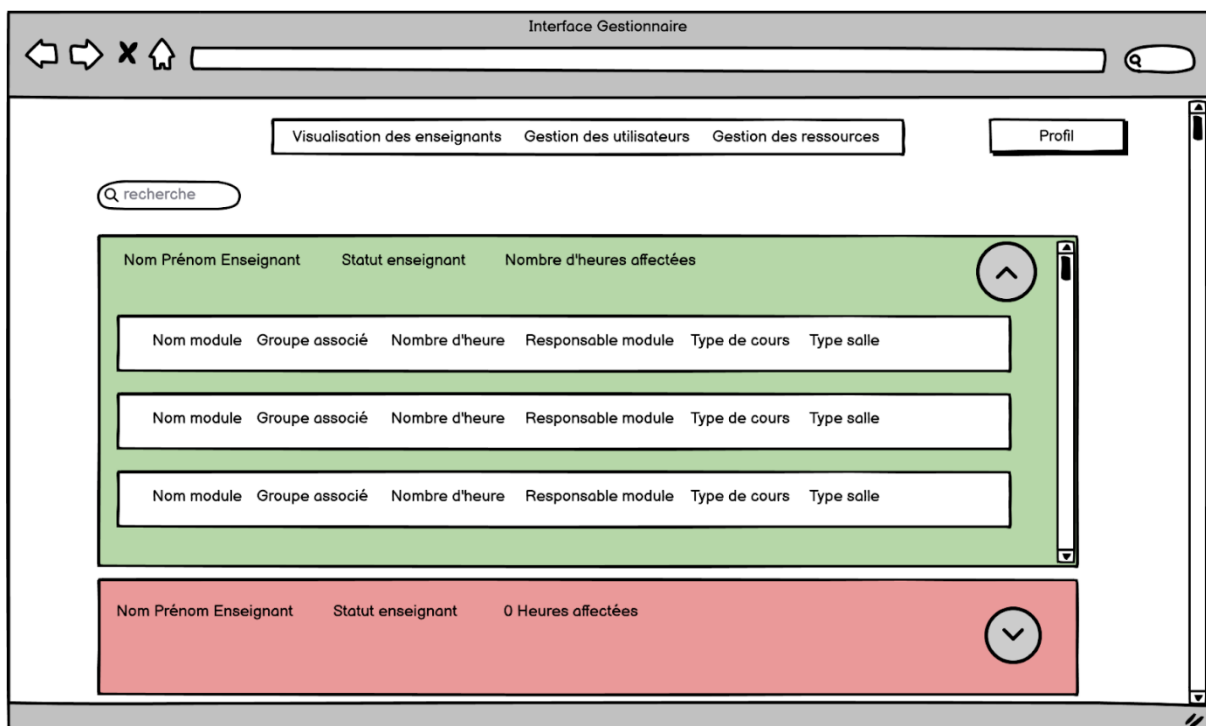 Interface Gestionnaire
Visualisation des enseignants Gestion des utilisateurs Gestion des ressources Profil
recherche
Nom Prénom Enseignant Statut enseignant Nombre d'heures affectées
Nom module Groupe associé Nombre d'heure Responsable module Type de cours Type salle
Nom module Groupe associé Nombre d'heure Responsable module Type de cours Type salle
Nom module Groupe associé Nombre d'heure Responsable module Type de cours Type salle
Nom Prénom Enseignant Statut enseignant 0 Heures affectées